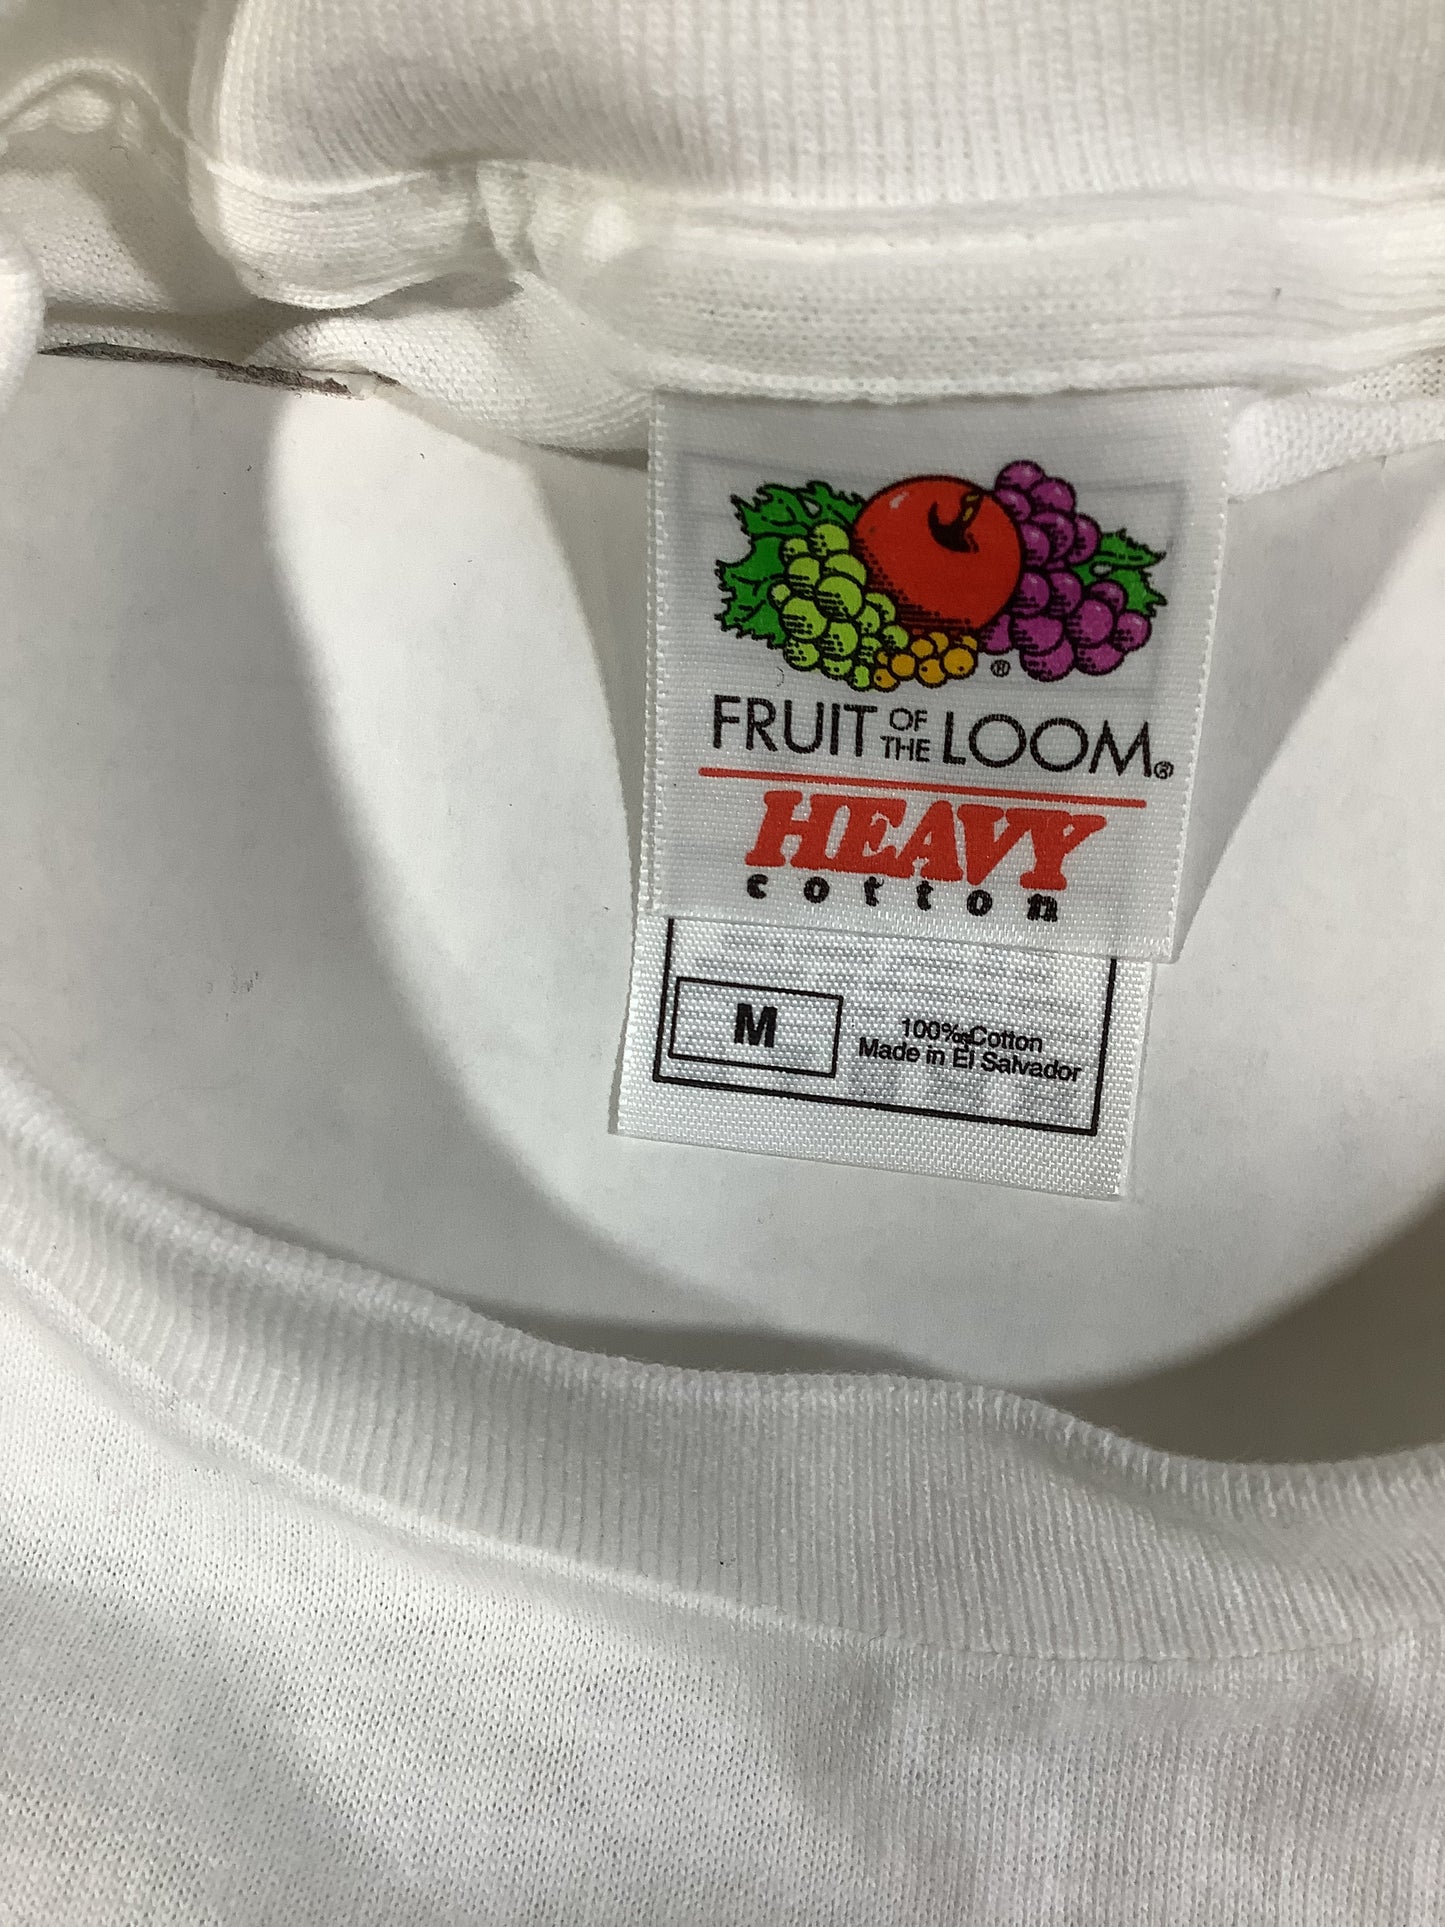 ®
FRUIT OF THE LOOM®
HEAVY
cotton
M
100% Cotton
Made in El Salvador